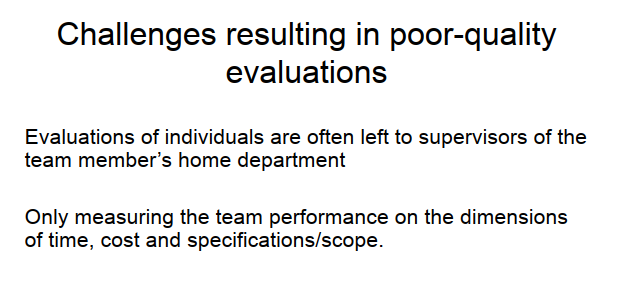 Challenges resulting in poor-quality
evaluations
Evaluations of individuals are often left to supervisors of the
team member’s home department
Only measuring the team performance on the dimensions
of time, cost and specifications/scope.